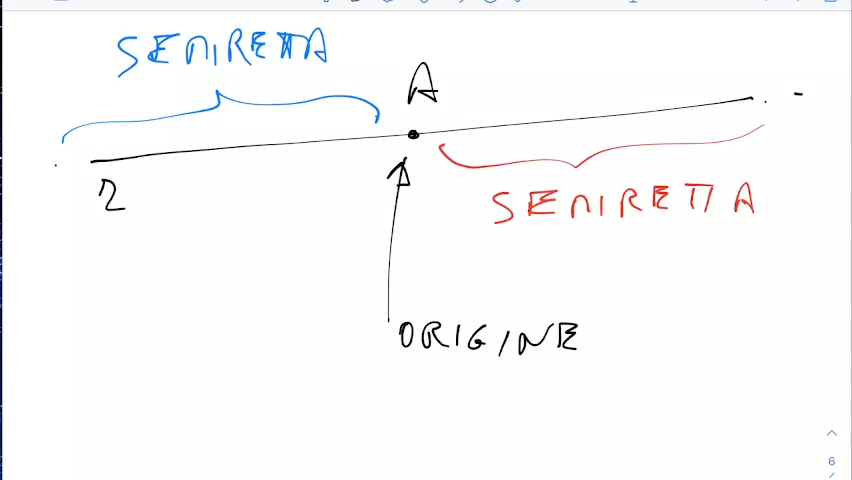 SEMIRETTA
A
r
SEMIRETTA
ORIGINE
6